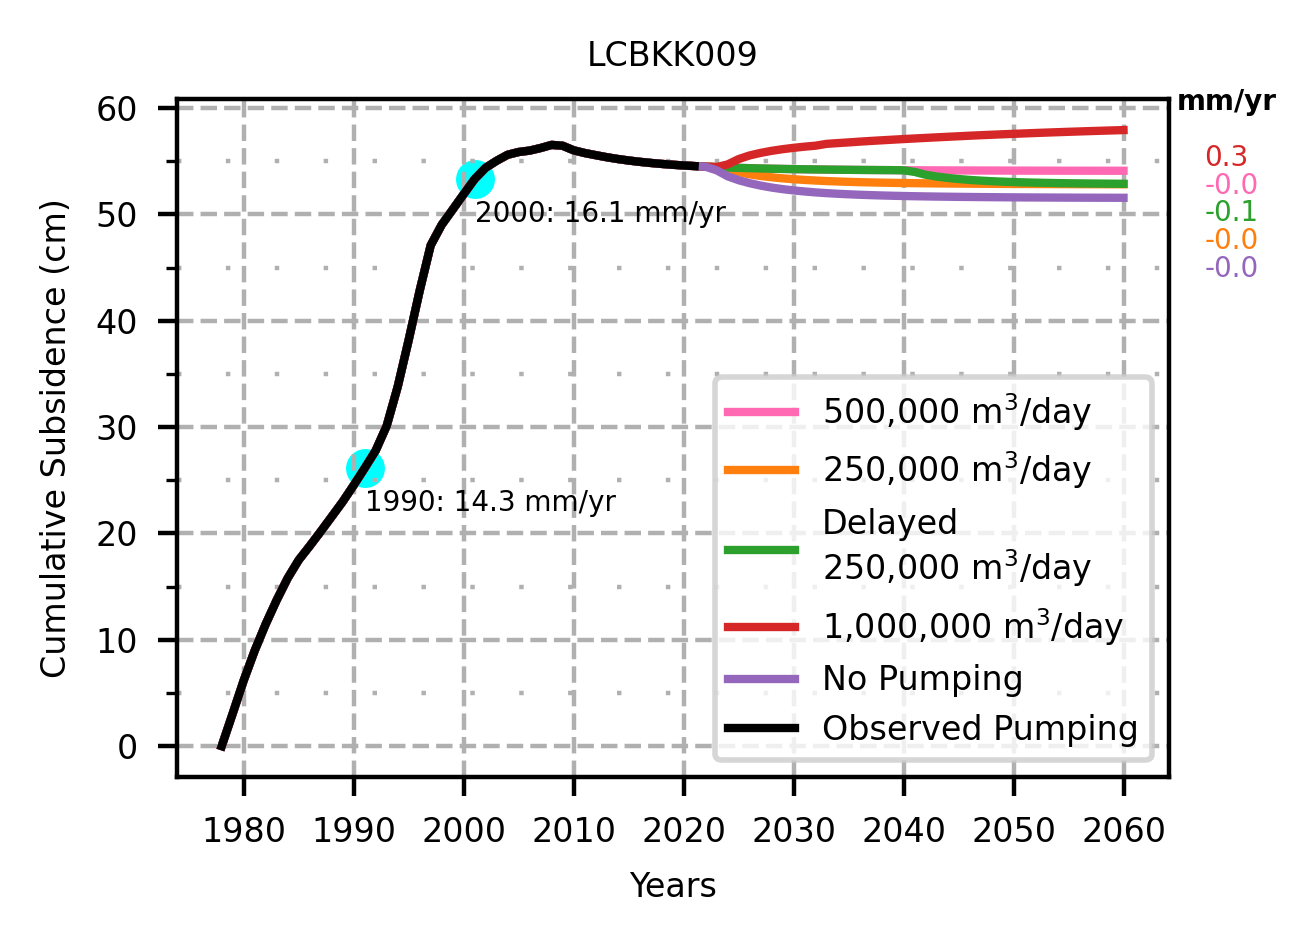 LCBKK009
60
50
40
30
20
10
0
Cumulative Subsidence (cm)
2000: 16.1 mm/yr
1990: 14.3 mm/yr
mm/yr
0.3
-0.0
-0.1
-0.0
-0.0
500,000 m³/day
250,000 m³/day
Delayed
250,000 m³/day
1,000,000 m³/day
No Pumping
Observed Pumping
1980 1990 2000 2010 2020 2030 2040 2050 2060
Years